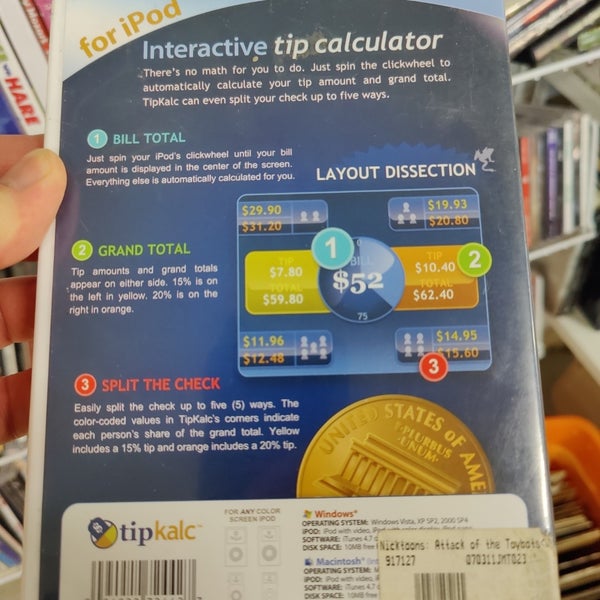 for iPod
Interactive tip calculator
There's no math for you to do. Just spin the clickwheel to
automatically calculate your tip amount and grand total.
TipKalc can even split your check up to five ways.
HARE
1 BILL TOTAL
Just spin your iPod's clickwheel until your bill
amount is displayed in the center of the screen.
Everything else is automatically calculated for you.
LAYOUT DISSECTION
$29.90
$31.20
$19.93
$20.80
2 GRAND TOTAL
Tip amounts and grand totals
appear on either side. 15% is on
the left in yellow. 20% is on the
right in orange.
TIP
$7.80
TOTAL
$59.80
1
0
BILL
$52
75
TIP
$10.40
TOTAL
$62.40
2
$11.96
$12.48
$14.95
$15.60
3
3 SPLIT THE CHECK
Easily split the check up to five (5) ways. The
color-coded values in TipKalc's corners indicate
each person's share of the grand total. Yellow
includes a 15% tip and orange includes a 20% tip.
UNITED STATES OF AME
PLURIBUS
UNUM
tipkalc™
FOR ANY COLOR
SCREEN IPOD
Windows®
OPERATING SYSTEM: Windows Vista, XP SP2, 2000 SP4
IPOD: iPod with video,
SOFTWARE: iTunes 4.7
DISK SPACE: 10MB free
Macintosh®
OPERATING SYSTEM:
IPOD: iPod with video,
SOFTWARE: iTunes 4.7
DISK SPACE: 10MB free
Nicktoons: Attack of the Toybots
917127 070311JMT023